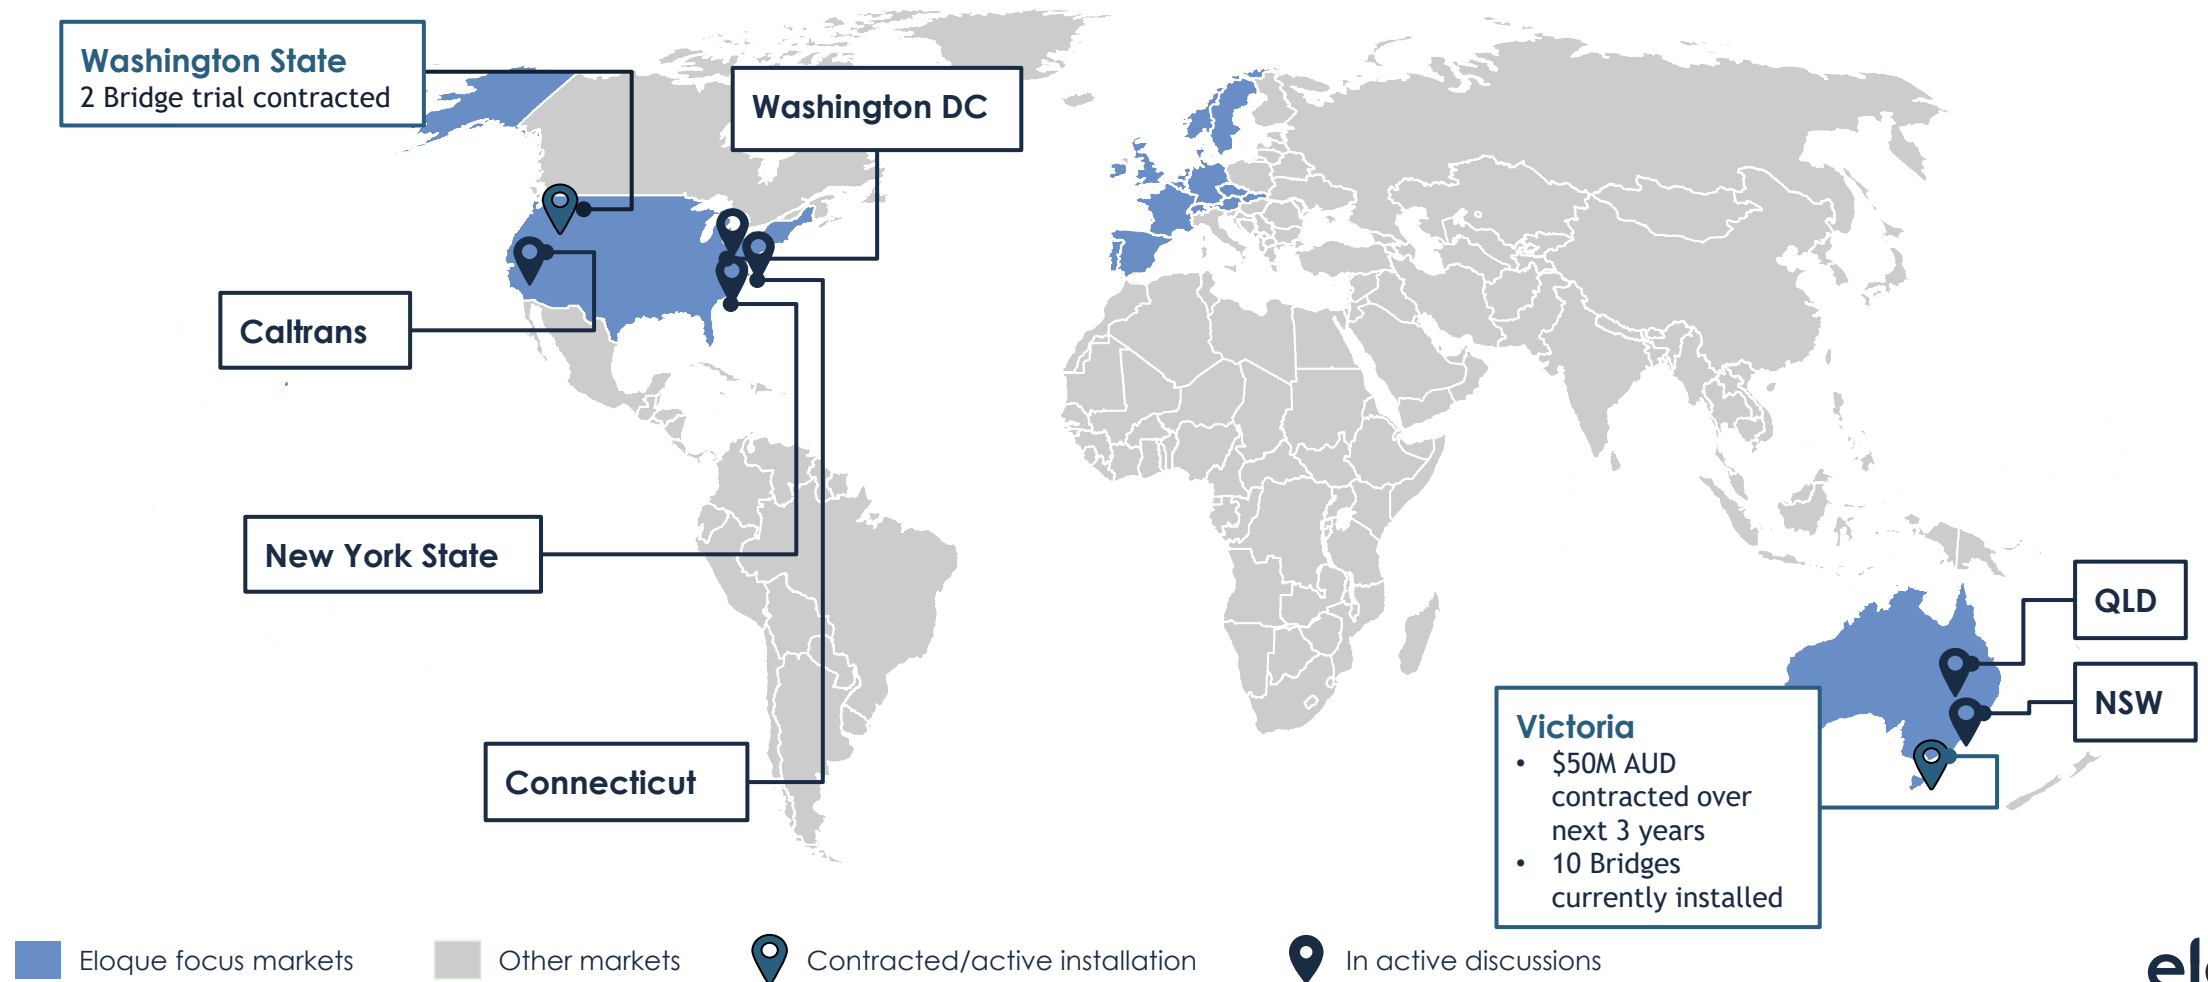 Washington State
2 Bridge trial contracted
Washington DC
Caltrans
New York State
Connecticut
QLD
NSW
Victoria
• $50M AUD
contracted over
next 3 years
• 10 Bridges
currently installed
Eloque focus markets
Other markets
Contracted/active installation
In active discussions